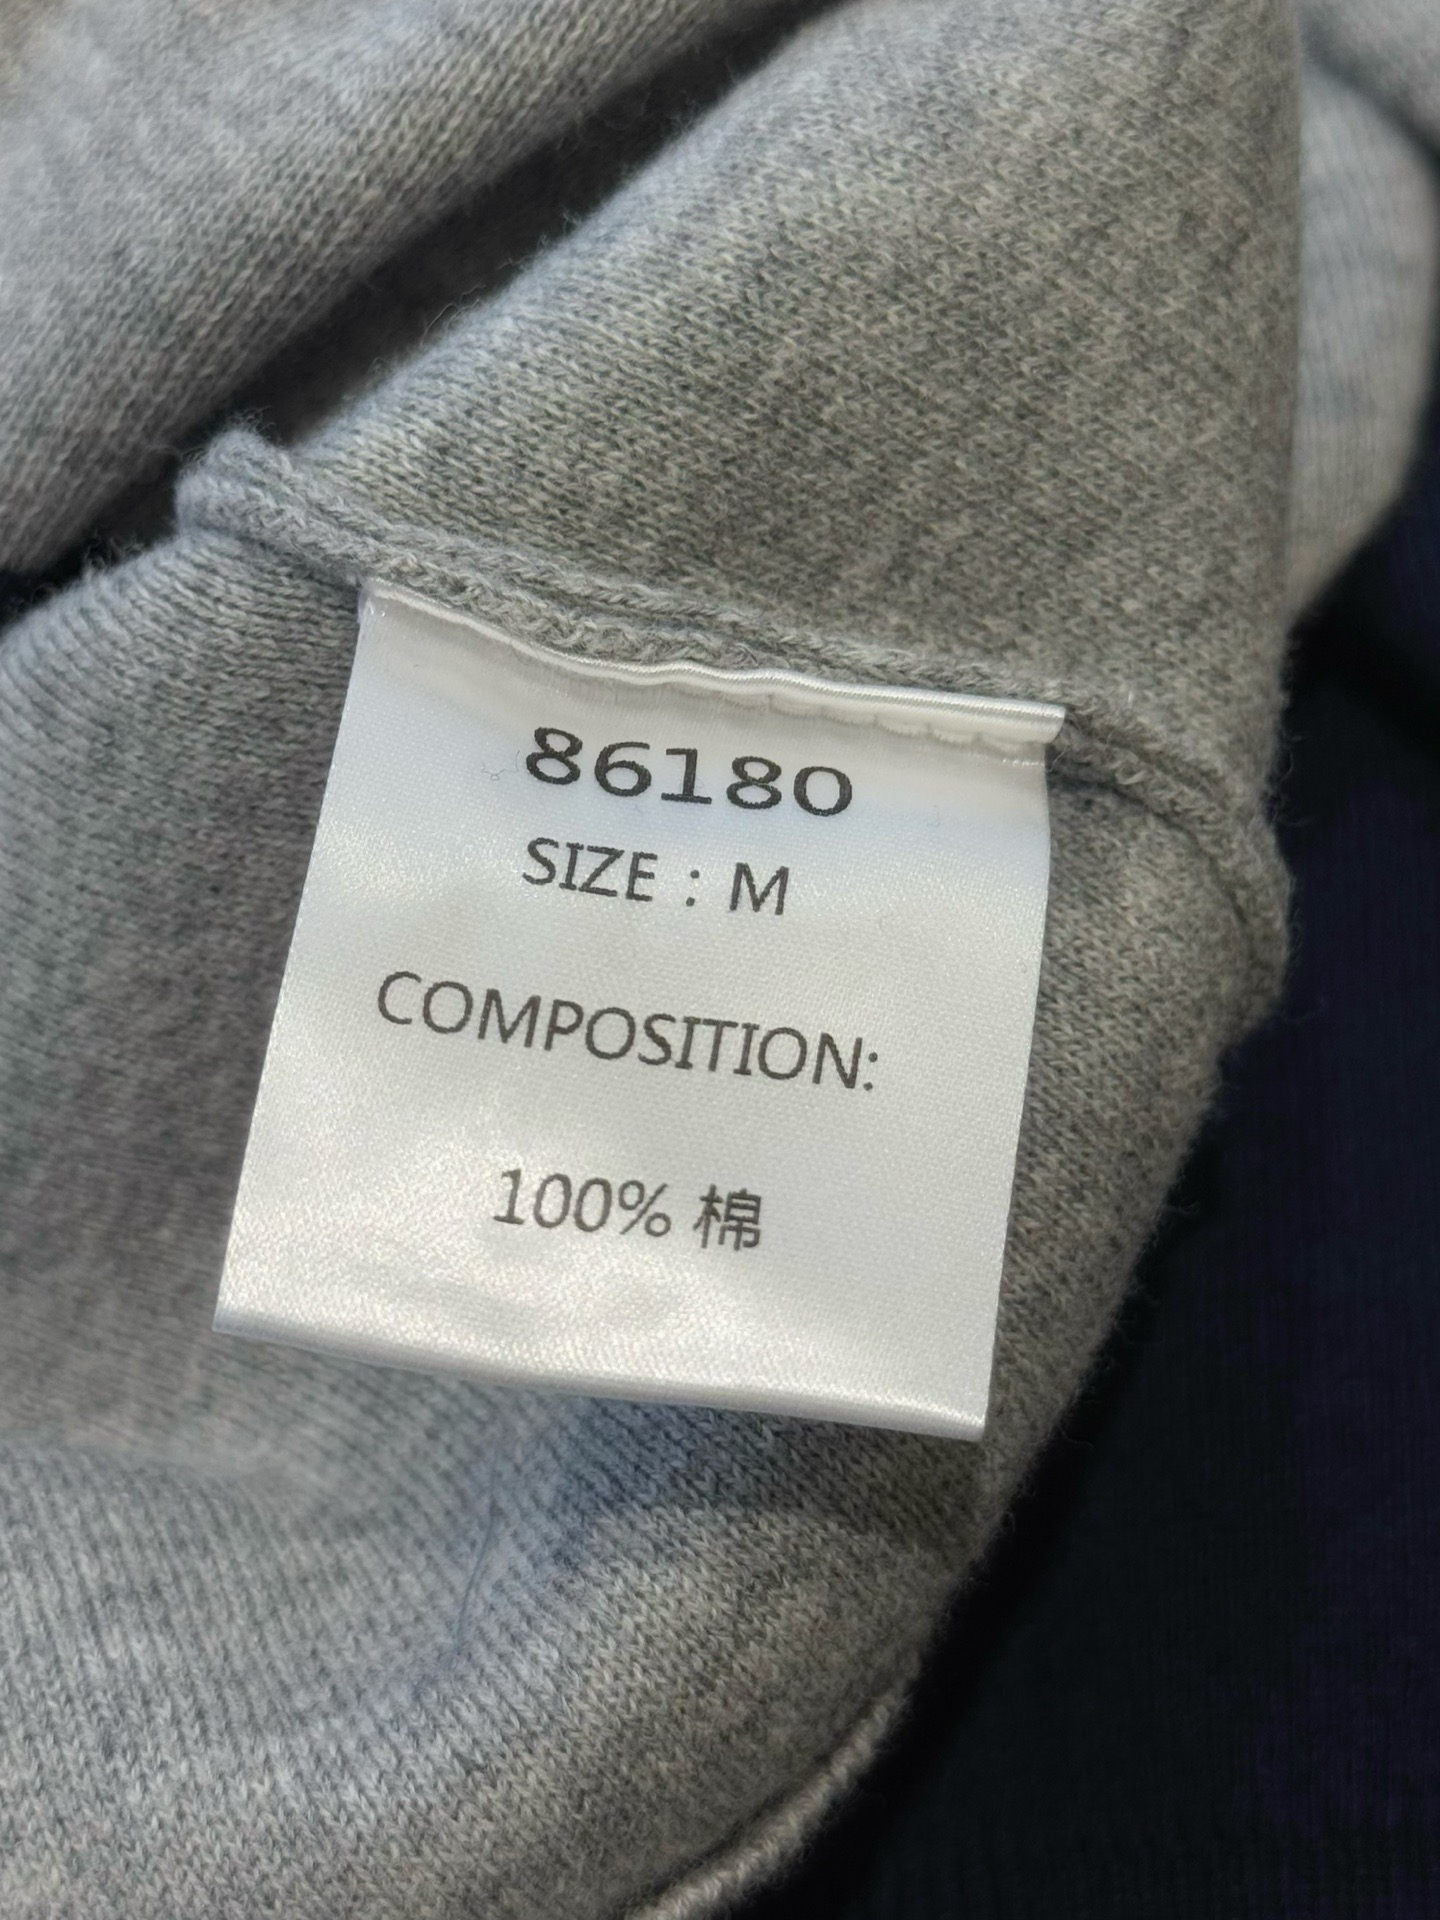 86180
SIZE : M
COMPOSITION:
100% 棉